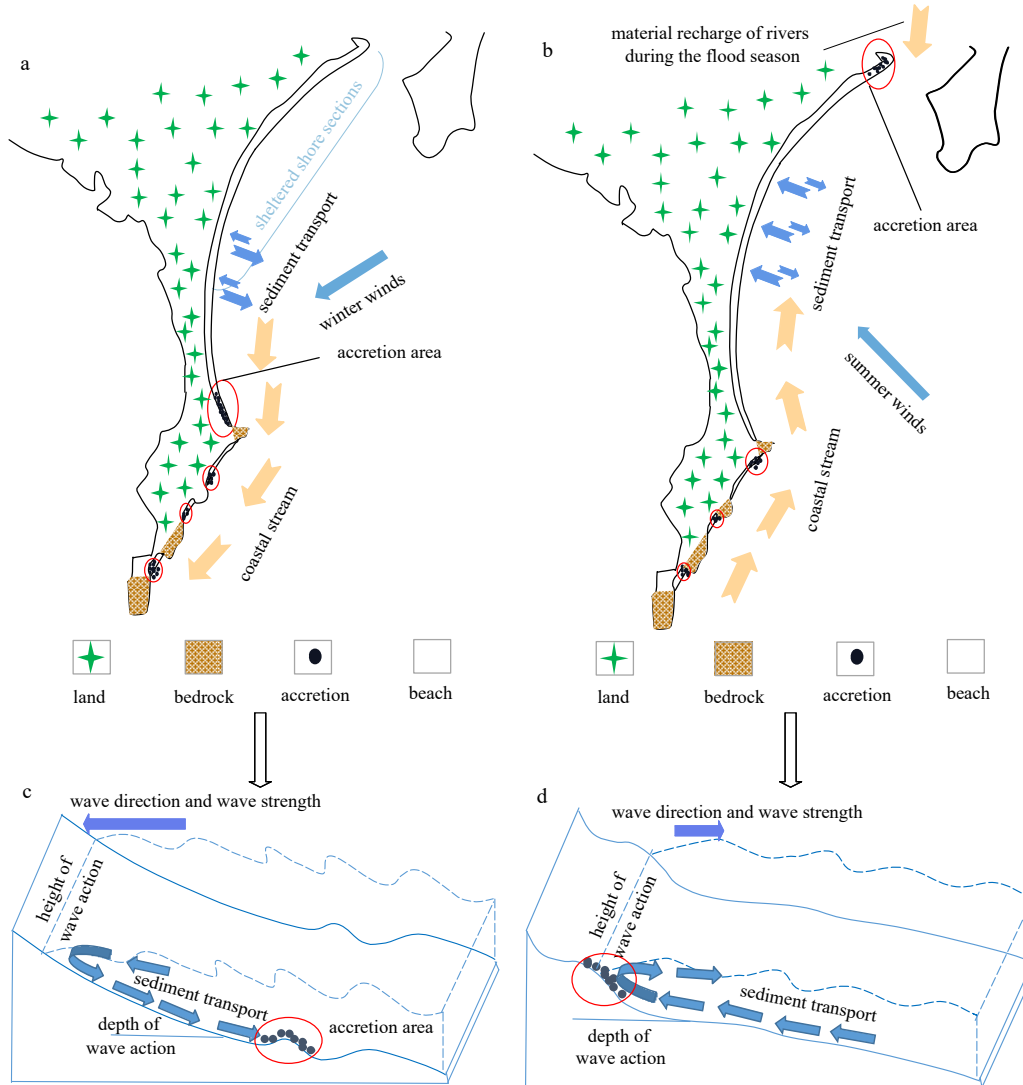 a
sheltered shore sections
sediment transport
winter winds
accretion area
coastal stream
land
bedrock
accretion
beach
b
material recharge of rivers
during the flood season
accretion area
sediment transport
summer winds
coastal stream
land
bedrock
accretion
beach
c
wave direction and wave strength
height of
wave action
sediment transport
depth of
wave action
accretion area
d
wave direction and wave strength
height of
wave action
sediment transport
depth of
wave action